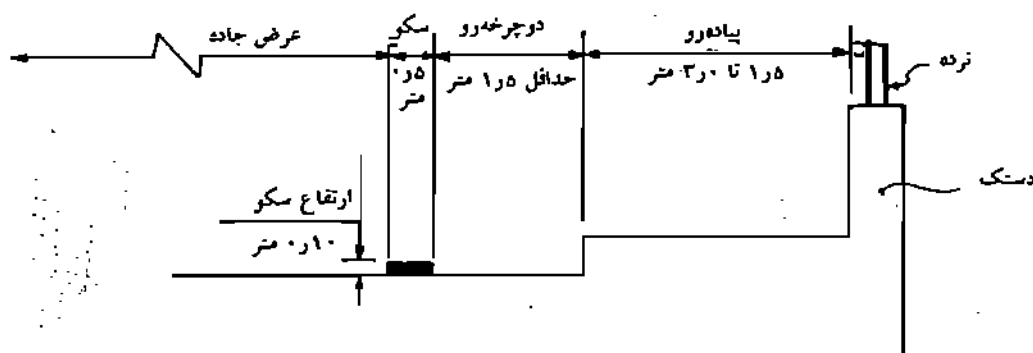 نرده
پیاده‌رو
۱٫۵ تا ۳٫۰ متر
دوچرخه‌رو
حداقل ۱٫۵ متر
سکو
۰٫۵
متر
عرض جاده
دستک
ارتفاع سکو
۰٫۱۰ متر